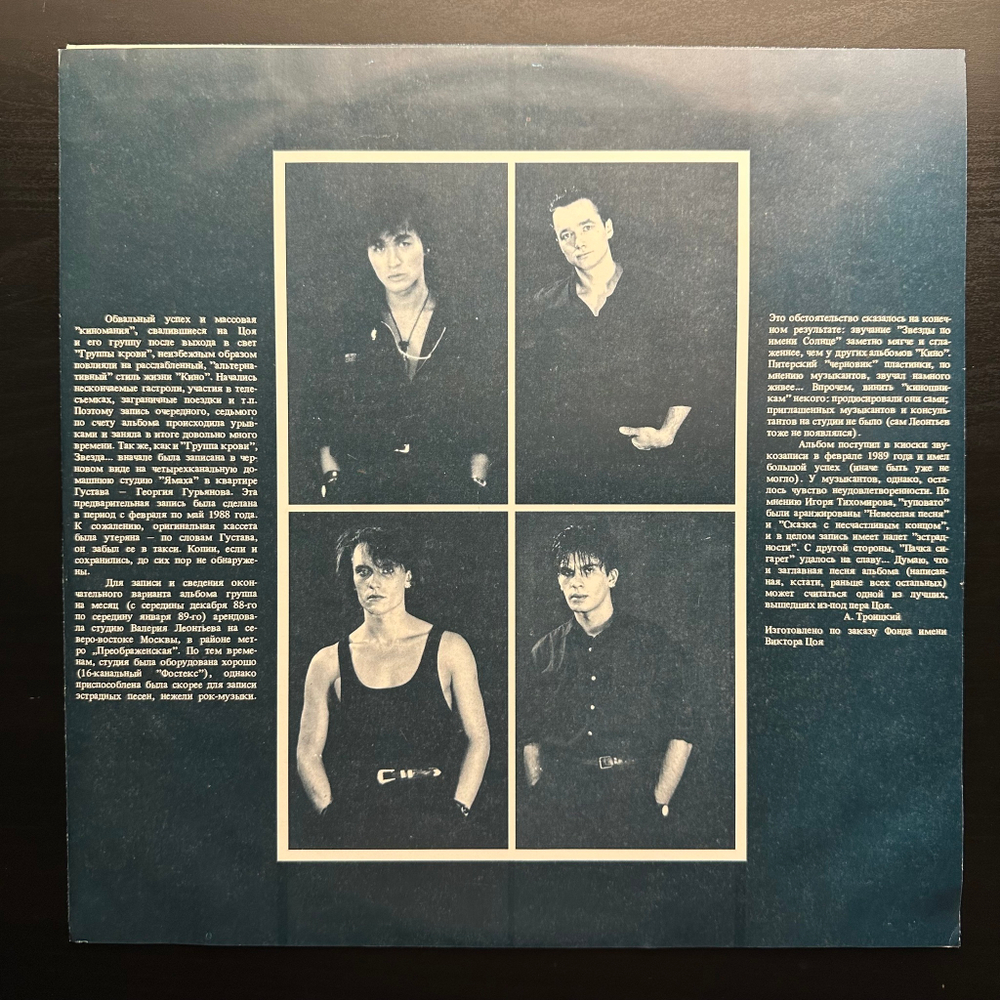 Обвальный успех и массовая
"киномания", свалившиеся на Цоя
и его группу после выхода в свет
"Группы крови", неизбежным образом
повлияли на расслабленный, "альтерна-
тивный" стиль жизни "Кино". Начались
нескончаемые гастроли, участия в теле-
съемках, заграничные поездки и т.п.
Поэтому запись очередного, седьмого
по счету альбома происходила урыв-
ками и заняла в итоге довольно много
времени. Так же, как и "Группа крови",
Звезда... вначале была записана в чер-
новом виде на четырехканальную до-
машнюю студию "Ямаха" в квартире
Густава — Георгия Гурьянова. Эта
предварительная запись была сделана
в период с февраля по май 1988 года.
К сожалению, оригинальная кассета
была утеряна — по словам Густава,
он забыл ее в такси. Копии, если и
сохранились, до сих пор не обнаруже-
ны.
Для записи и сведения окон-
чательного варианта альбома группа
на месяц (с середины декабря 88-го
по середину января 89-го) арендова-
ла студию Валерия Леонтьева на се-
веро-востоке Москвы, в районе мет-
ро „Преображенская". По тем време-
нам, студия была оборудована хорошо
(16-канальный "Фостекс"), однако
приспособлена была скорее для записи
эстрадных песен, нежели рок-музыки.
Это обстоятельство сказалось на конеч-
ном результате: звучание "Звезды по
имени Солнце" заметно мягче и сгла-
женнее, чем у других альбомов "Кино".
Питерский "черновик" пластинки, по
мнению музыкантов, звучал намного
живее... Впрочем, винить "киношни-
кам" некого: продюсировали они сами;
приглашенных музыкантов и консуль-
тантов на студии не было (сам Леонтьев
тоже не появлялся).
Альбом поступил в киоски зву-
козаписи в феврале 1989 года и имел
большой успех (иначе быть уже не
могло). У музыкантов, однако, оста-
лось чувство неудовлетворенности. По
мнению Игоря Тихомирова, "туповато"
были аранжированы "Невеселая песня"
и "Сказка с несчастливым концом",
и в целом запись имеет налет "эстрад-
ности". С другой стороны, "Пачка си-
гарет" удалось на славу... Думаю, что
и заглавная песня альбома (написан-
ная, кстати, раньше всех остальных)
может считаться одной из лучших,
вышедших из-под пера Цоя.
А. Троицкий
Изготовлено по заказу Фонда имени
Виктора Цоя